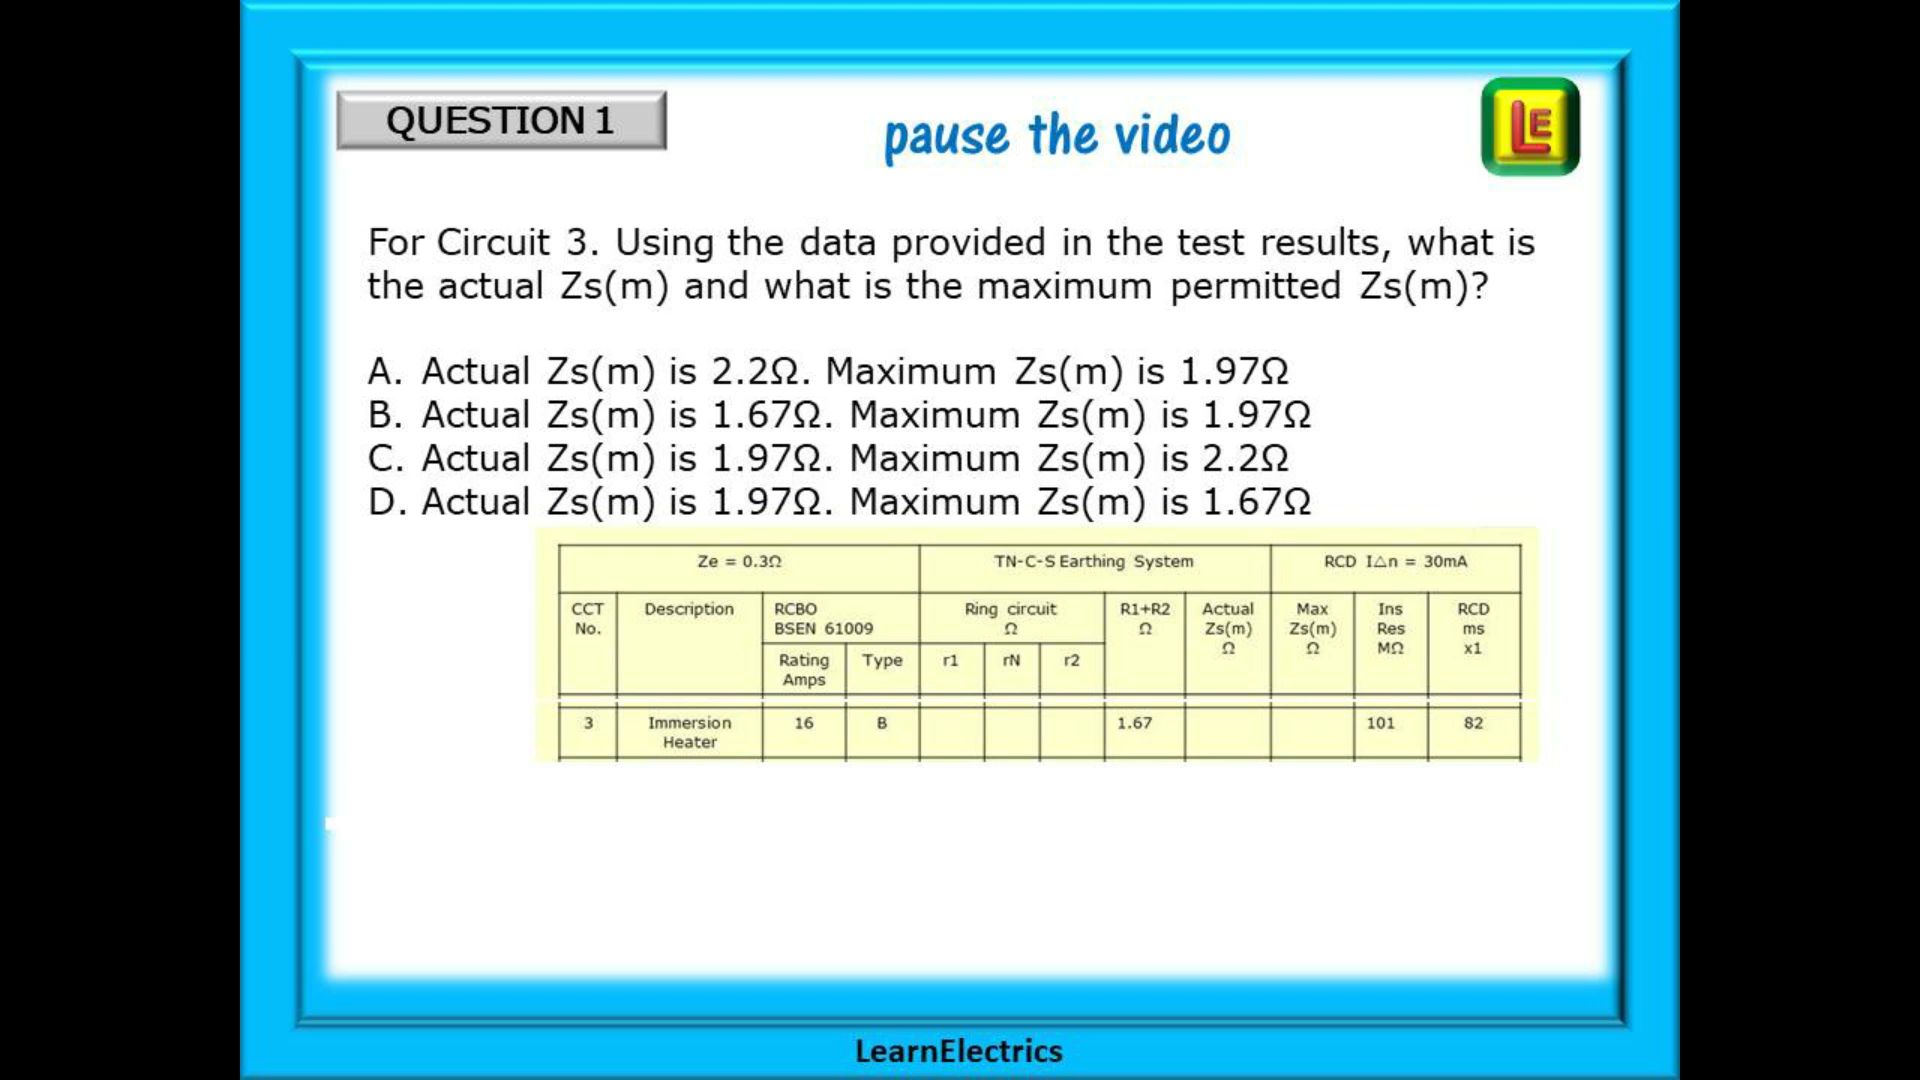 QUESTION 1
pause the video
LE
For Circuit 3. Using the data provided in the test results, what is
the actual Zs(m) and what is the maximum permitted Zs(m)?
A. Actual Zs(m) is 2.2Ω. Maximum Zs(m) is 1.97Ω
B. Actual Zs(m) is 1.67Ω. Maximum Zs(m) is 1.97Ω
C. Actual Zs(m) is 1.97Ω. Maximum Zs(m) is 2.2Ω
D. Actual Zs(m) is 1.97Ω. Maximum Zs(m) is 1.67Ω
Ze = 0.3Ω TN-C-S Earthing System RCD I△n = 30mA
CCT Description RCBO Ring circuit R1+R2 Actual Max Ins RCD
No. BSEN 61009 Ω Ω Zs(m) Zs(m) Res ms
Ω Ω MΩ x1
Rating Type r1 rN r2
Amps
3 Immersion 16 B 1.67 101 82
Heater
LearnElectrics